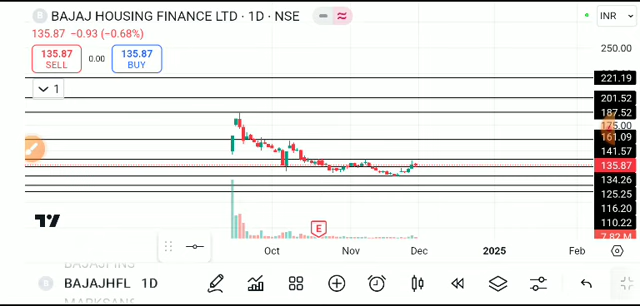 B BAJAJ HOUSING FINANCE LTD · 1D · NSE
INR
135.87 −0.93 (−0.68%)
135.87
SELL
0.00
135.87
BUY
1
250.00
221.19
201.52
187.52
175.00
161.09
141.57
135.87
134.26
125.25
116.20
110.22
7.82 M
E
Oct
Nov
Dec
2025
Feb
BAJAJFINS
B BAJAJHFL 1D
MARKSANS